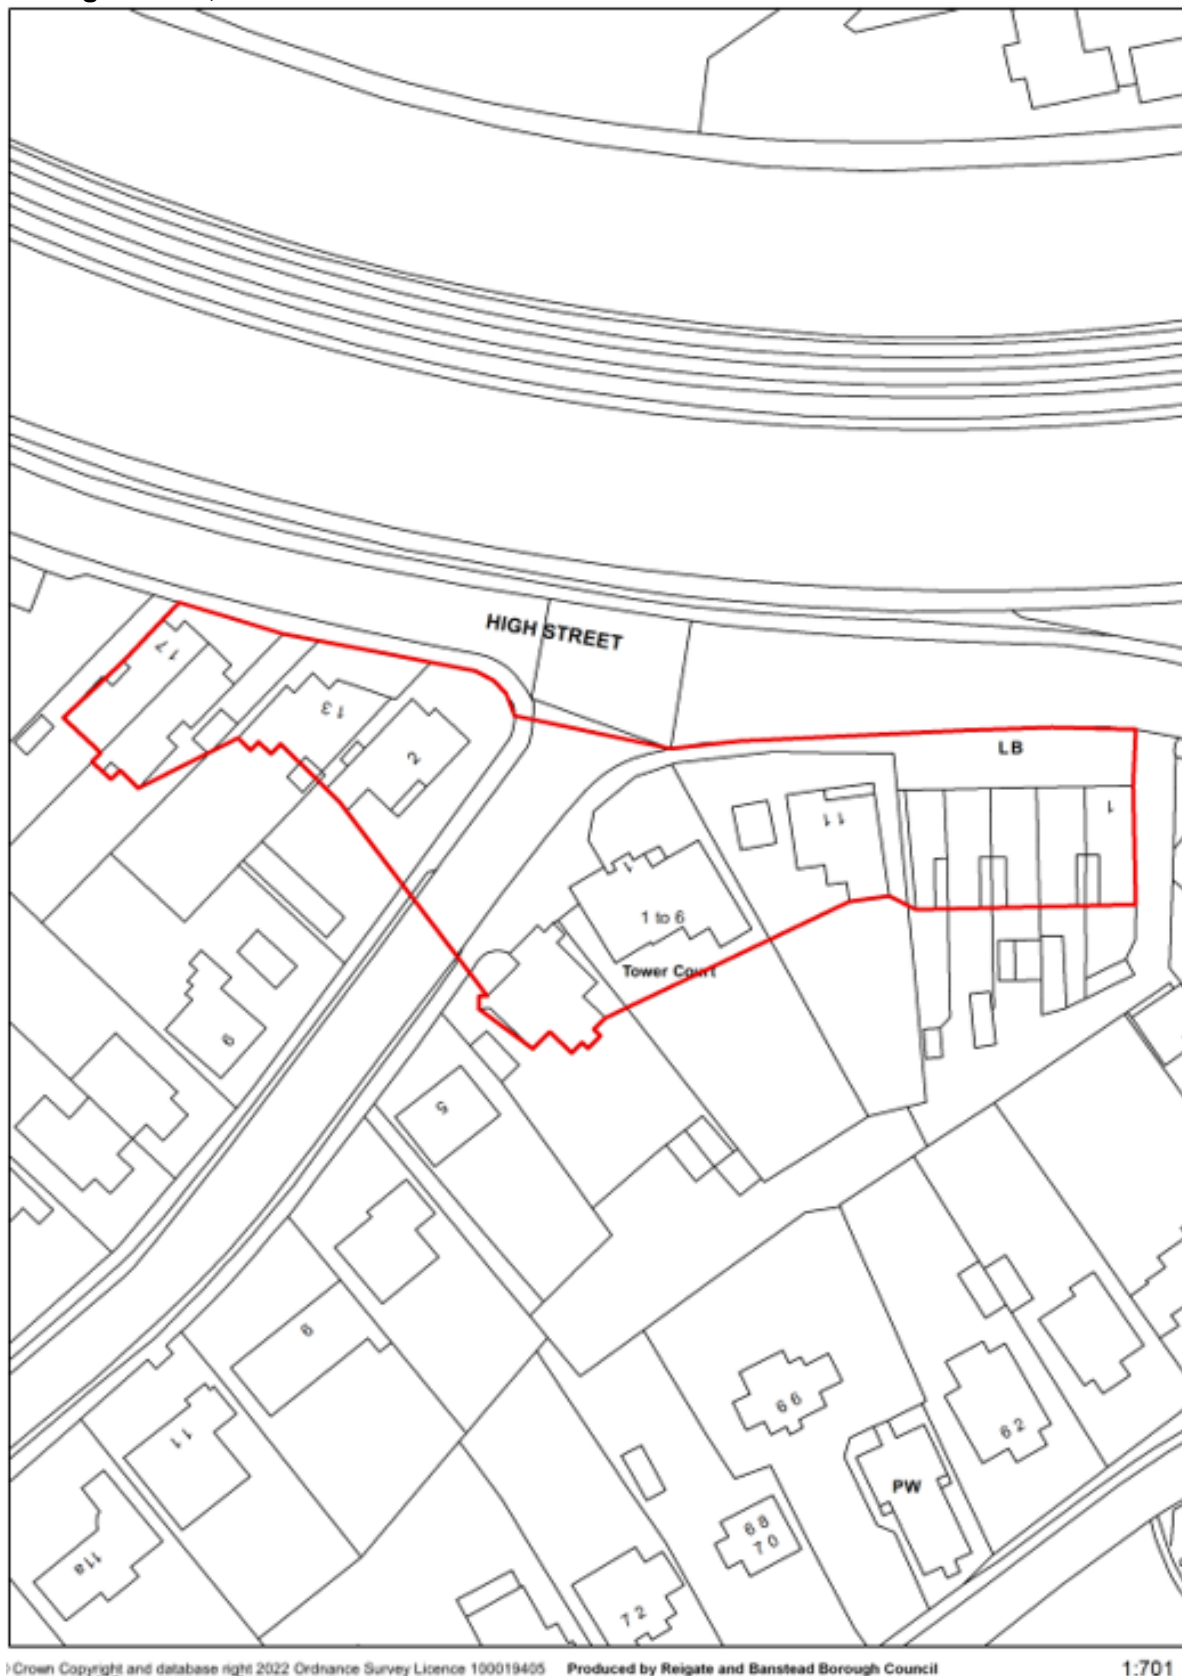 HIGH STREET
LB
17
13
2
1
11
1
1 to 6
Tower Court
9
5
9
11
11a
66
62
PW
68
70
72
Crown Copyright and database right 2022 Ordnance Survey Licence 100019405 Produced by Reigate and Banstead Borough Council 1:701